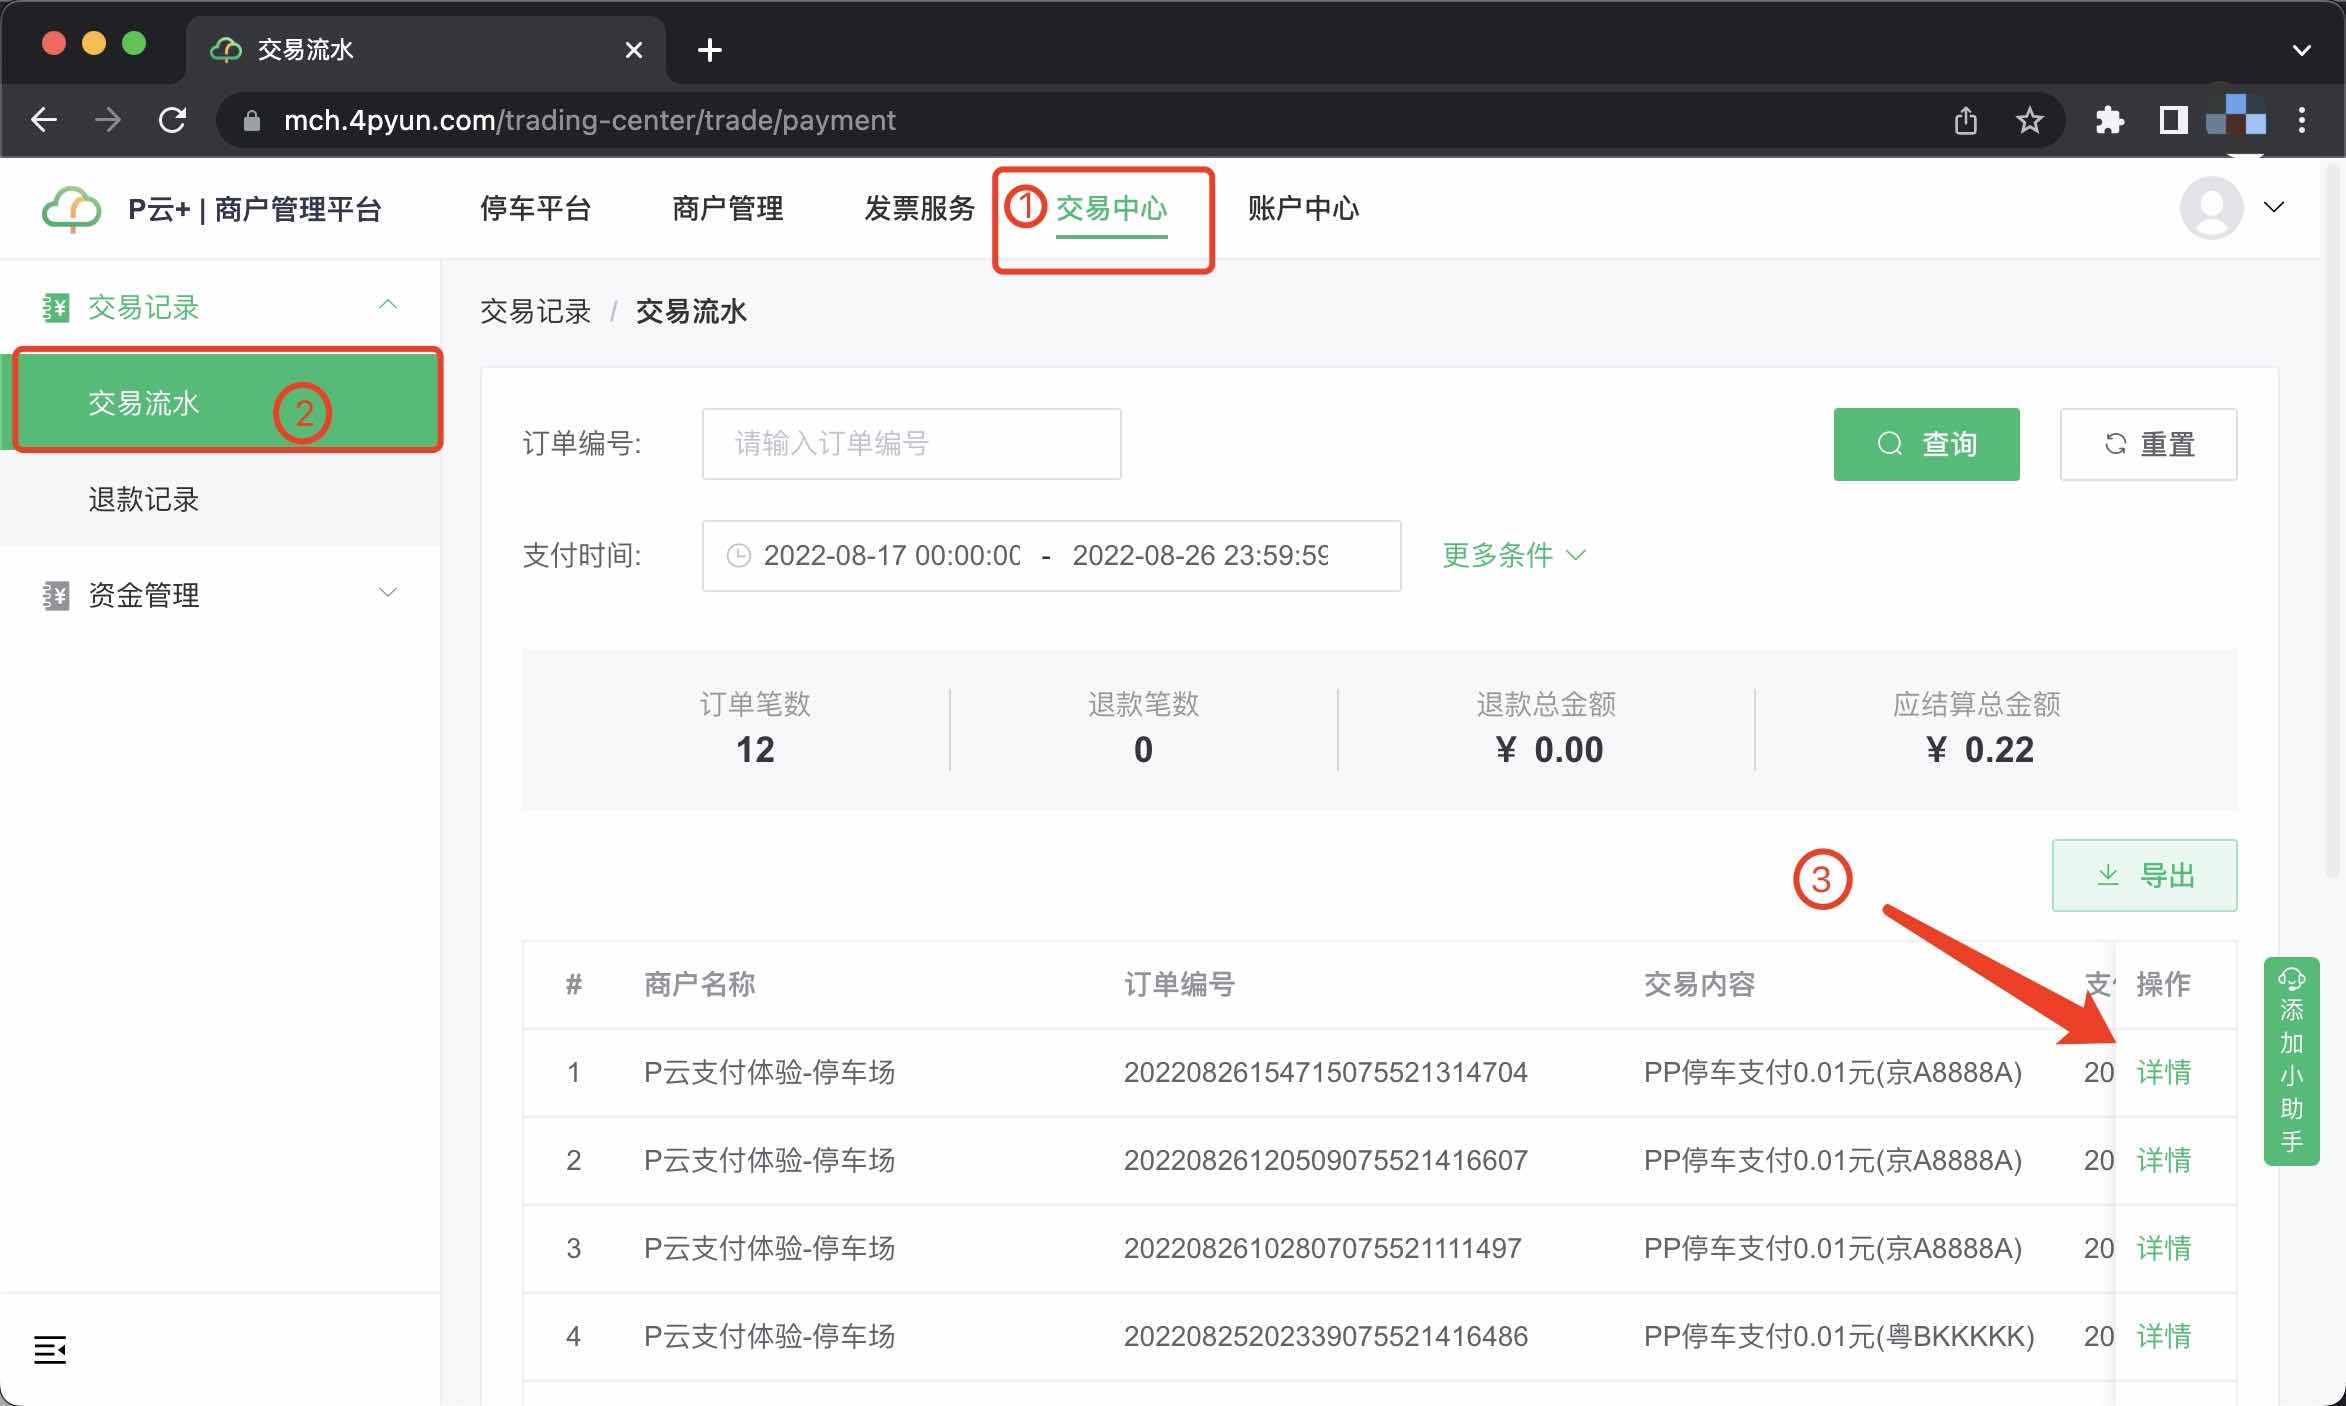 交易流水
mch.4pyun.com/trading-center/trade/payment
P云+ | 商户管理平台 停车平台 商户管理 发票服务 ① 交易中心 账户中心
交易记录
交易流水 ②
退款记录
资金管理
交易记录 / 交易流水
订单编号: 请输入订单编号 查询 重置
支付时间: 2022-08-17 00:00:00 - 2022-08-26 23:59:59 更多条件
订单笔数 退款笔数 退款总金额 应结算总金额
12 0 ¥ 0.00 ¥ 0.22
③ 导出
# 商户名称 订单编号 交易内容 支 操作
1 P云支付体验-停车场 20220826154715075521314704 PP停车支付0.01元(京A8888A) 20 详情
2 P云支付体验-停车场 20220826120509075521416607 PP停车支付0.01元(京A8888A) 20 详情
3 P云支付体验-停车场 20220826102807075521111497 PP停车支付0.01元(京A8888A) 20 详情
4 P云支付体验-停车场 20220825202339075521416486 PP停车支付0.01元(粤BKKKKK) 20 详情
添加小助手